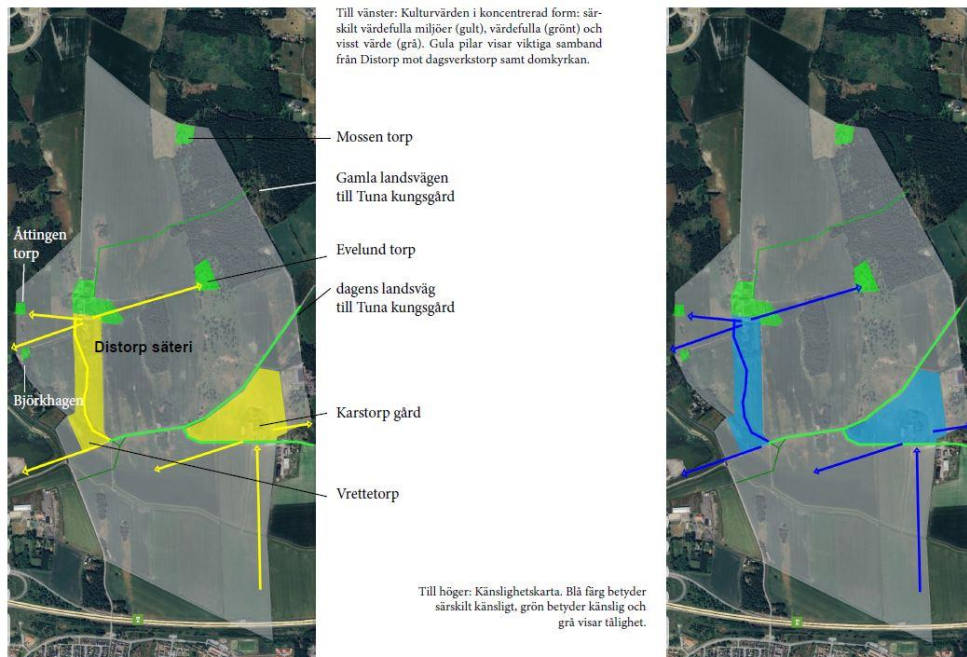 Till vänster: Kulturvärden i koncentrerad form: sär-
skilt värdefulla miljöer (gult), värdefulla (grönt) och
visst värde (grå). Gula pilar visar viktiga samband
från Distorp mot dagsverkstorp samt domkyrkan.
Mossen torp
Gamla landsvägen
till Tuna kungsgård
Åttingen
torp
Evelund torp
dagens landsväg
till Tuna kungsgård
Distorp säteri
Björkhagen
Karstorp gård
Vrettetorp
Till höger: Känslighetskarta. Blå färg betyder
särskilt känsligt, grön betyder känslig och
grå visar tålighet.